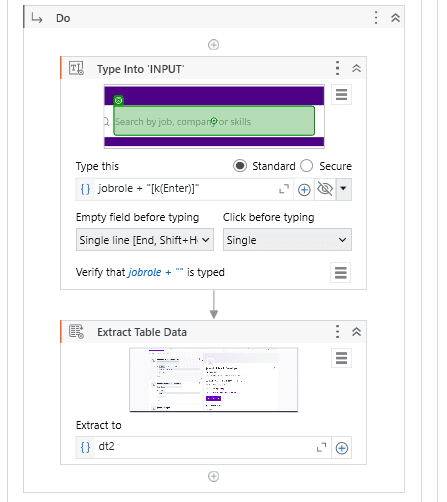 Do
Type Into 'INPUT'
Search by job, company or skills
Type this
Standard
Secure
{} jobrole + "[k(Enter)]"
Empty field before typing
Click before typing
Single line [End, Shift+H
Single
Verify that jobrole + "" is typed
Extract Table Data
Extract to
{} dt2